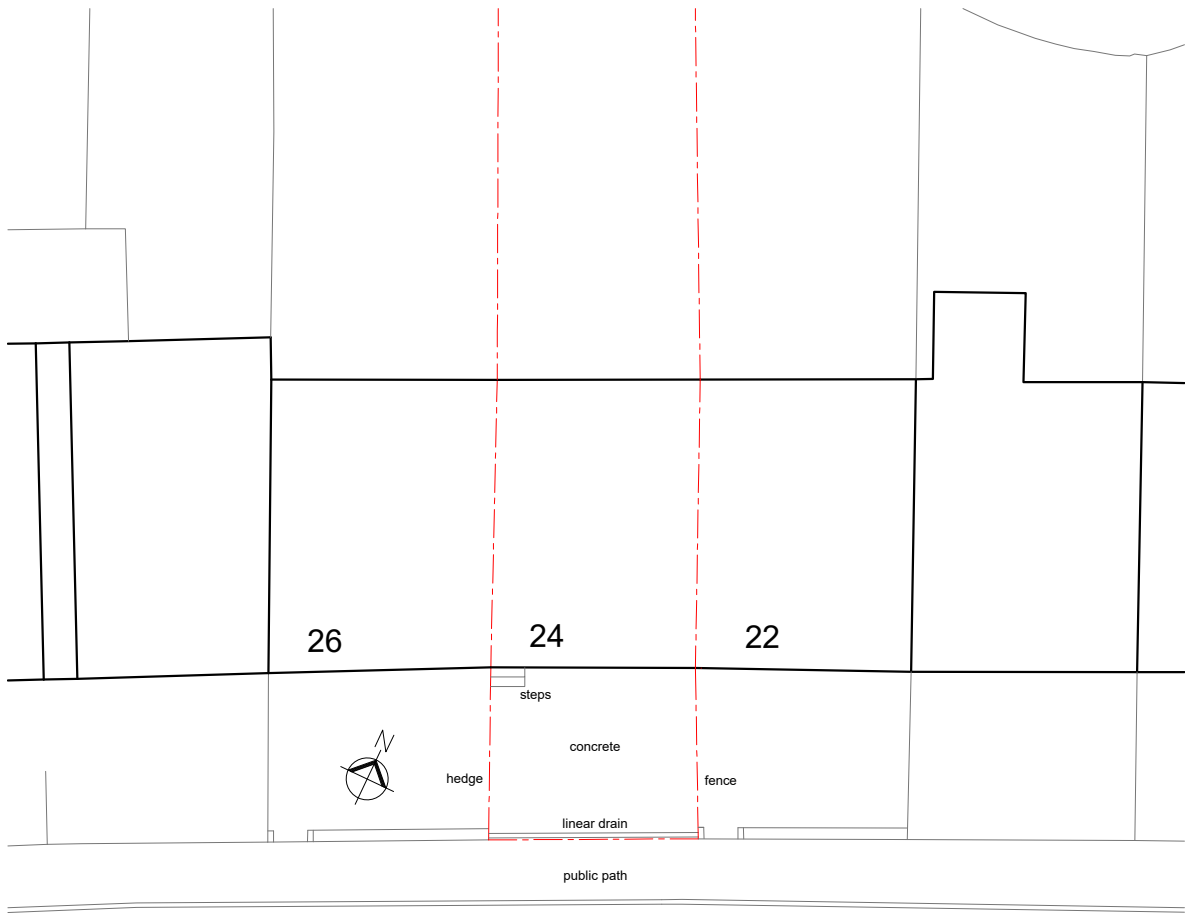 26
24
22
steps
N
concrete
hedge
fence
linear drain
public path